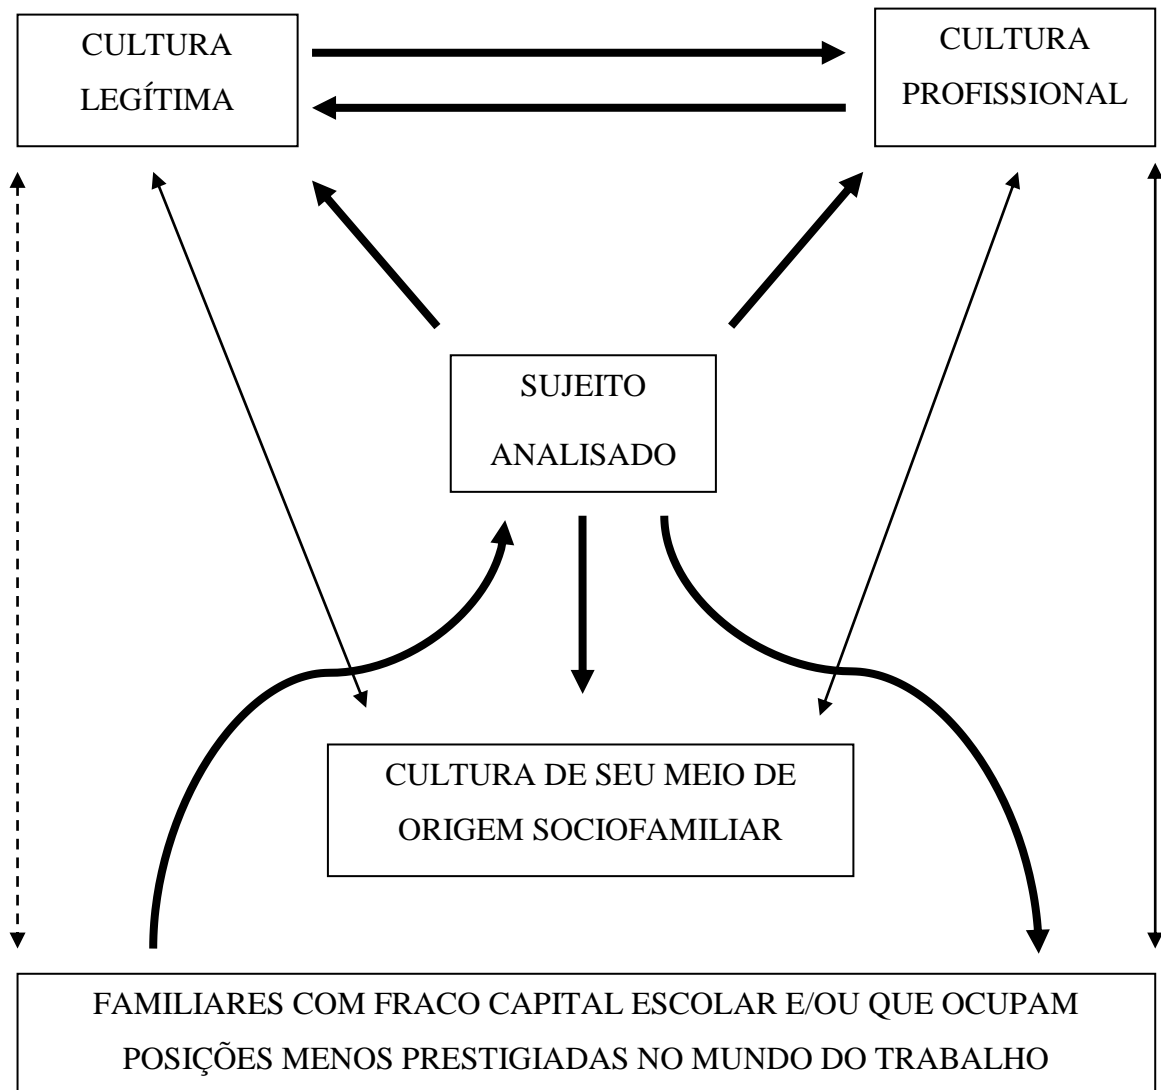 CULTURA
LEGÍTIMA
CULTURA
PROFISSIONAL
SUJEITO
ANALISADO
CULTURA DE SEU MEIO DE
ORIGEM SOCIOFAMILIAR
FAMILIARES COM FRACO CAPITAL ESCOLAR E/OU QUE OCUPAM
POSIÇÕES MENOS PRESTIGIADAS NO MUNDO DO TRABALHO